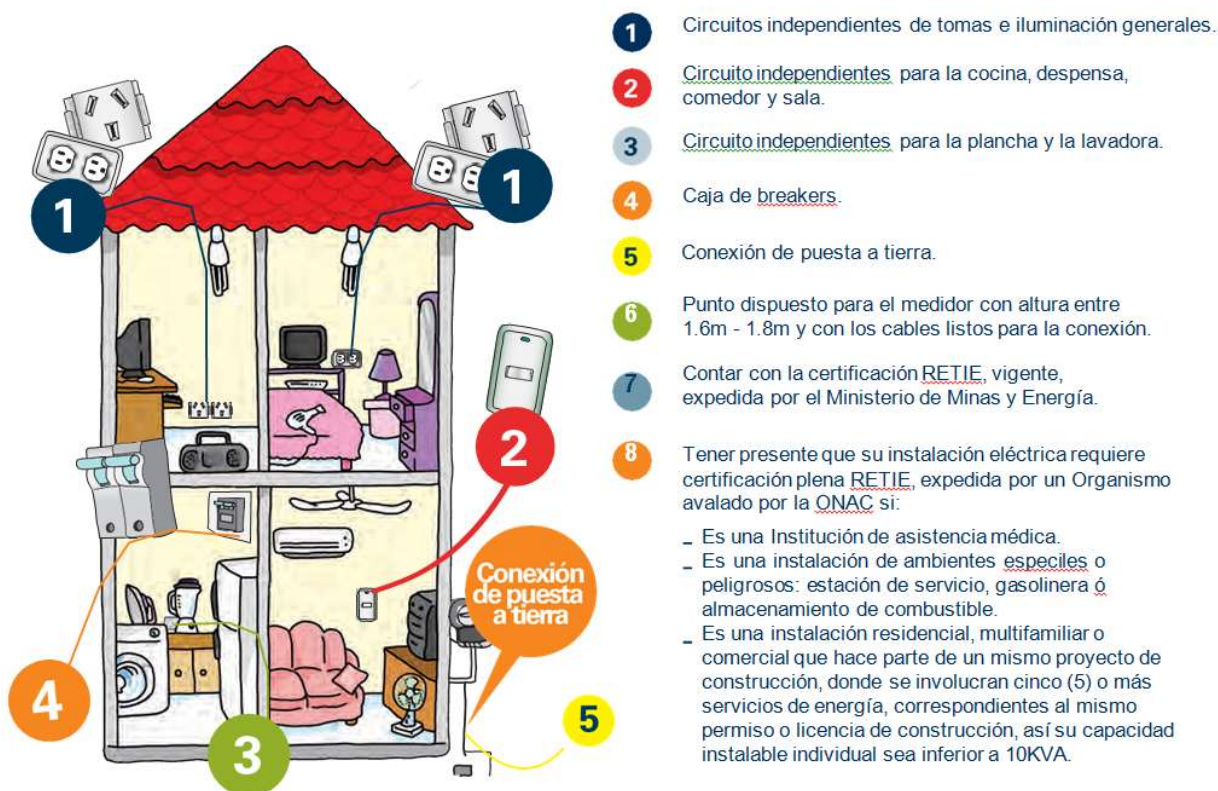 1
1
2
Conexión
de puesta
a tierra
4
3
5
1 Circuitos independientes de tomas e iluminación generales.
2 Circuito independientes para la cocina, despensa,
comedor y sala.
3 Circuito independientes para la plancha y la lavadora.
4 Caja de breakers.
5 Conexión de puesta a tierra.
6 Punto dispuesto para el medidor con altura entre
1.6m - 1.8m y con los cables listos para la conexión.
7 Contar con la certificación RETIE, vigente,
expedida por el Ministerio de Minas y Energía.
8 Tener presente que su instalación eléctrica requiere
certificación plena RETIE, expedida por un Organismo
avalado por la ONAC si:
- Es una Institución de asistencia médica.
- Es una instalación de ambientes especiles o
peligrosos: estación de servicio, gasolinera ó
almacenamiento de combustible.
- Es una instalación residencial, multifamiliar o
comercial que hace parte de un mismo proyecto de
construcción, donde se involucran cinco (5) o más
servicios de energía, correspondientes al mismo
permiso o licencia de construcción, así su capacidad
instalable individual sea inferior a 10KVA.